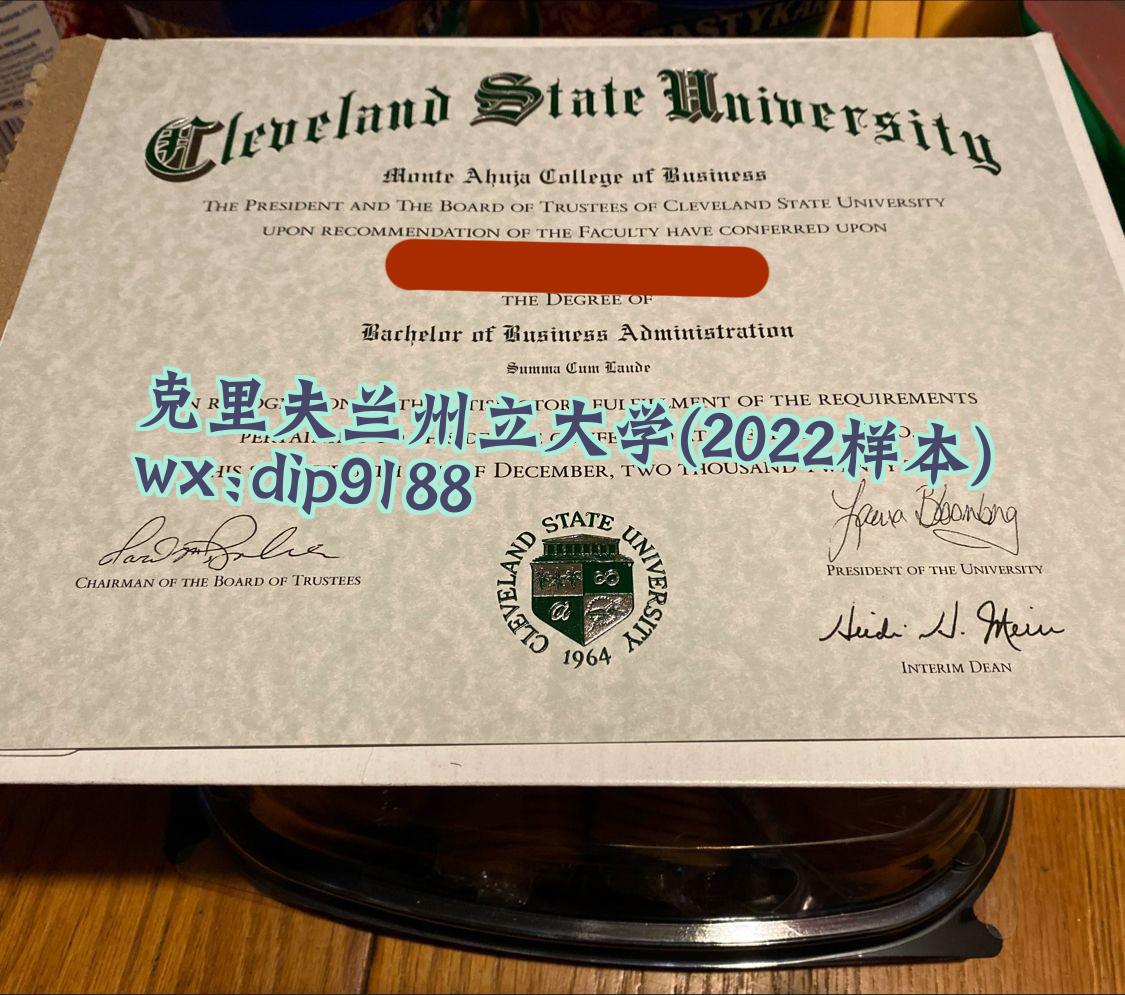 TASTYKAKE
Cleveland State University
Monte Ahuja College of Business
THE PRESIDENT AND THE BOARD OF TRUSTEES OF CLEVELAND STATE UNIVERSITY
UPON RECOMMENDATION OF THE FACULTY HAVE CONFERRED UPON
THE DEGREE OF
Bachelor of Business Administration
Summa Cum Laude
OF THE REQUIREMENTS
克里夫兰州立大学(2022样本)
OF DECEMBER, TWO THOUSAND
wx:dip9188
CHAIRMAN OF THE BOARD OF TRUSTEES
CLEVELAND STATE UNIVERSITY
1964
PRESIDENT OF THE UNIVERSITY
INTERIM DEAN